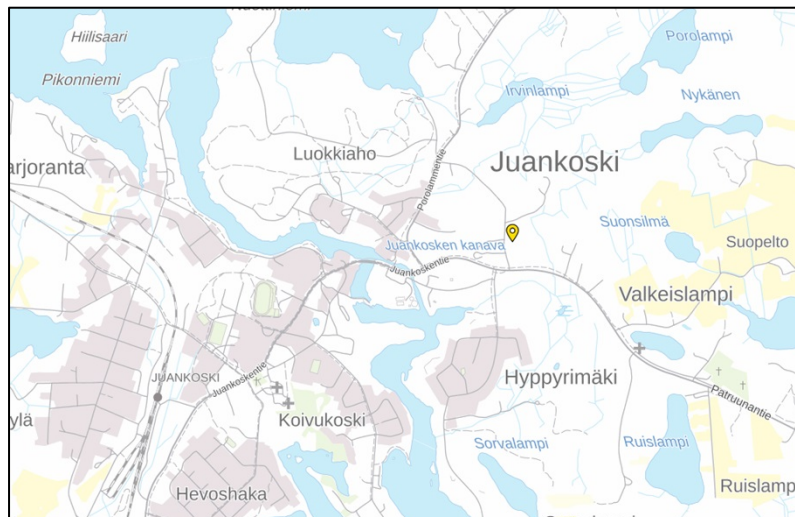 Hiilisaari
Pikonniemi
Porolampi
Irvinlampi
Nykänen
Luokkiaho
Juankoski
arjoranta
Porolammentie
Suonsilmä
Suopelto
Juankosken kanava
Juankoskentie
Valkeislampi
JUANKOSKI
Juankoskentie
Hyppyrimäki
Patruunantie
ylä
Koivukoski
Sorvalampi
Ruislampi
Hevoshaka
Ruislamp